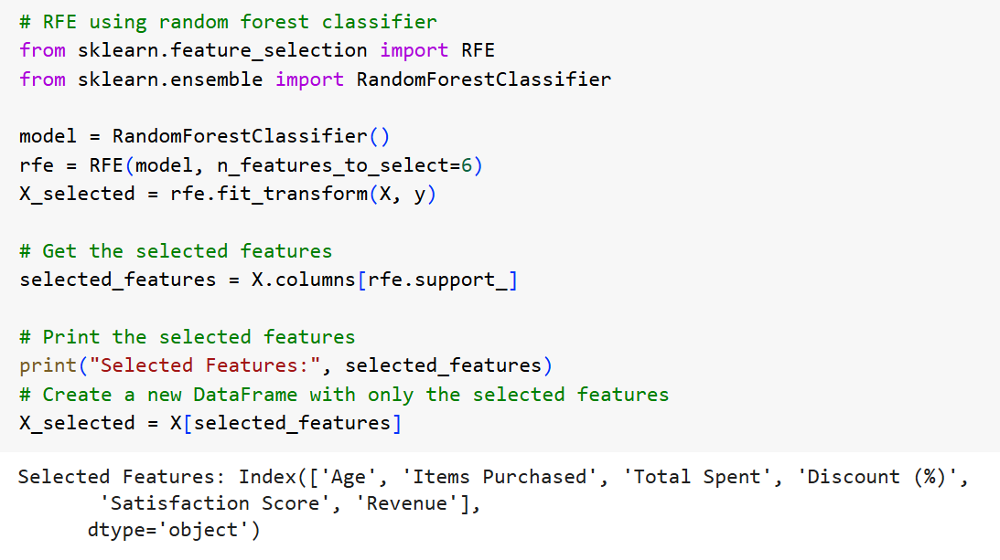 # RFE using random forest classifier
from sklearn.feature_selection import RFE
from sklearn.ensemble import RandomForestClassifier
model = RandomForestClassifier()
rfe = RFE(model, n_features_to_select=6)
X_selected = rfe.fit_transform(X, y)
# Get the selected features
selected_features = X.columns[rfe.support_]
# Print the selected features
print("Selected Features:", selected_features)
# Create a new DataFrame with only the selected features
X_selected = X[selected_features]
Selected Features: Index(['Age', 'Items Purchased', 'Total Spent', 'Discount (%)',
'Satisfaction Score', 'Revenue'],
dtype='object')